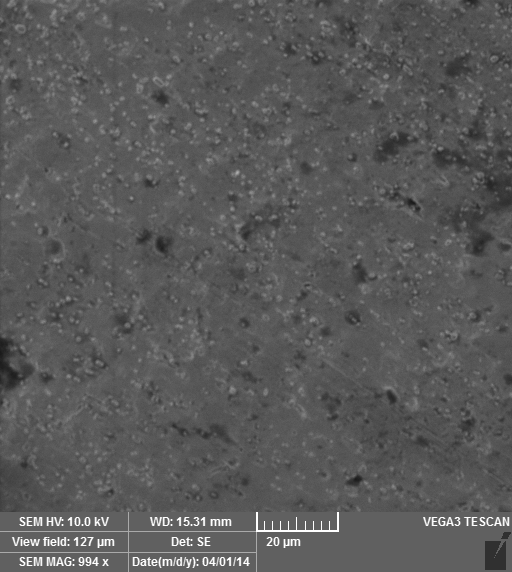 SEM HV: 10.0 kV WD: 15.31 mm VEGA3 TESCAN
View field: 127 µm Det: SE 20 µm
SEM MAG: 994 x Date(m/d/y): 04/01/14